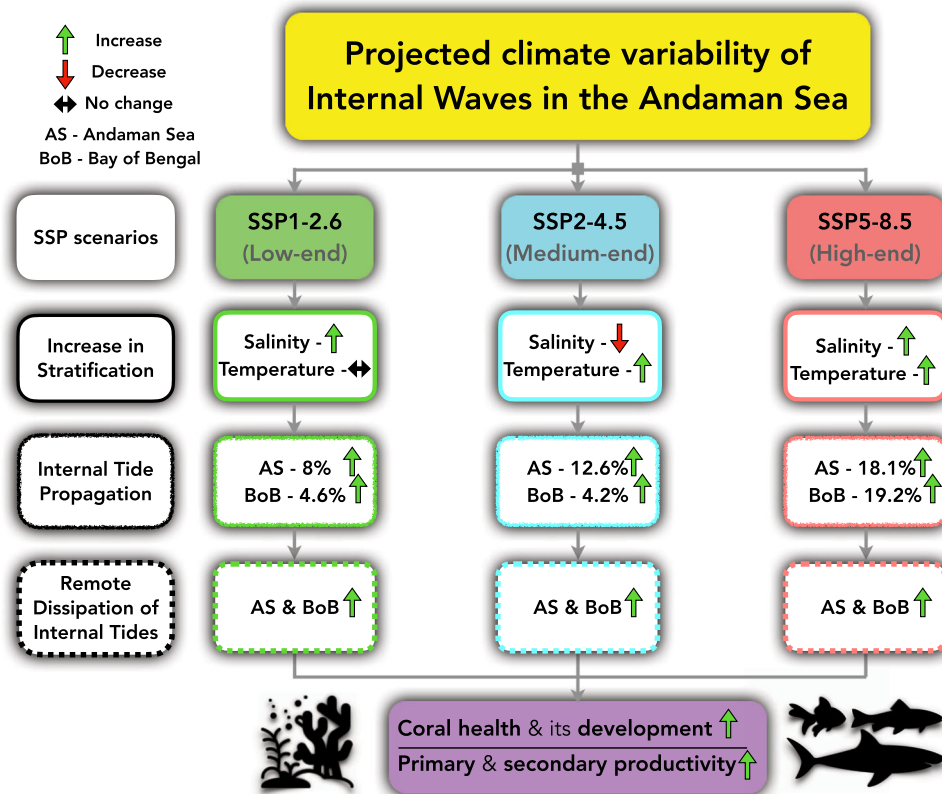 Increase
Decrease
No change
AS - Andaman Sea
BoB - Bay of Bengal
Projected climate variability of
Internal Waves in the Andaman Sea
SSP scenarios
SSP1-2.6
(Low-end)
SSP2-4.5
(Medium-end)
SSP5-8.5
(High-end)
Increase in
Stratification
Salinity -
Temperature -
Salinity -
Temperature -
Salinity -
Temperature -
Internal Tide
Propagation
AS - 8%
BoB - 4.6%
AS - 12.6%
BoB - 4.2%
AS - 18.1%
BoB - 19.2%
Remote
Dissipation of
Internal Tides
AS & BoB
AS & BoB
AS & BoB
Coral health & its development
Primary & secondary productivity